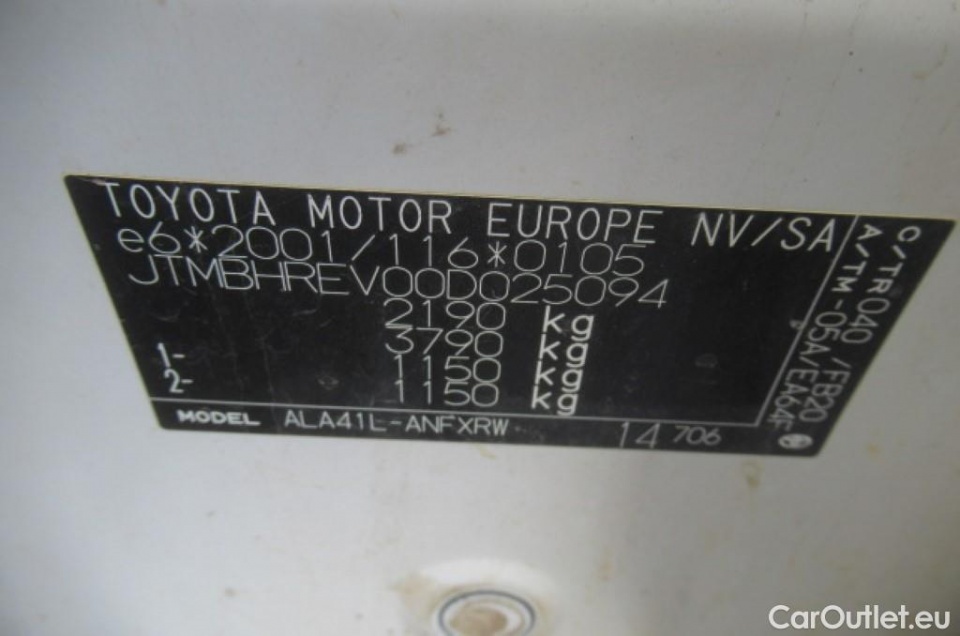 TOYOTA MOTOR EUROPE NV/SA
e6*2001/116*0105
JTMBHREV00D025094
2190 kg
3790 kg
1- 1150 kg
2- 1150 kg
C/TR 040 /FB20
A/TM -05A/EA64F
MODEL ALA41L-ANFXRW 14 706
CarOutlet.eu